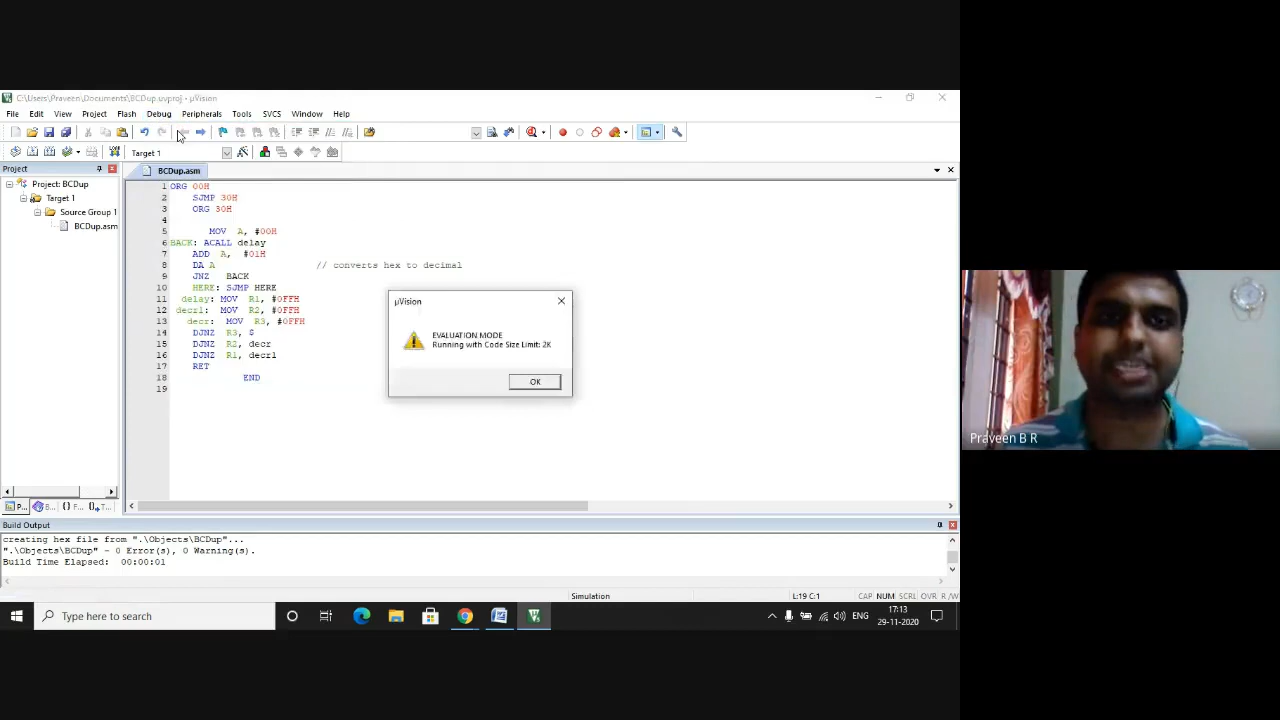 C:\Users\Praveen\Documents\BCDup.uvproj - µVision
File Edit View Project Flash Debug Peripherals Tools SVCS Window Help
Target 1
Project
BCDup.asm
Project: BCDup
Target 1
Source Group 1
BCDup.asm
1 ORG 00H
2 SJMP 30H
3 ORG 30H
4
5 MOV A, #00H
6 BACK: ACALL delay
7 ADD A, #01H
8 DA A // converts hex to decimal
9 JNZ BACK
10 HERE: SJMP HERE
11 delay: MOV R1, #0FFH
12 decr1: MOV R2, #0FFH
13 decr: MOV R3, #0FFH
14 DJNZ R3, $
15 DJNZ R2, decr
16 DJNZ R1, decr1
17 RET
18 END
19
µVision
EVALUATION MODE
Running with Code Size Limit: 2K
OK
Praveen B R
P... B... {} F... T...
Build Output
creating hex file from ".\Objects\BCDup"...
".\Objects\BCDup" - 0 Error(s), 0 Warning(s).
Build Time Elapsed: 00:00:01
Simulation L:19 C:1 CAP NUM SCRL OVR R/W
Type here to search
ENG
17:13
29-11-2020